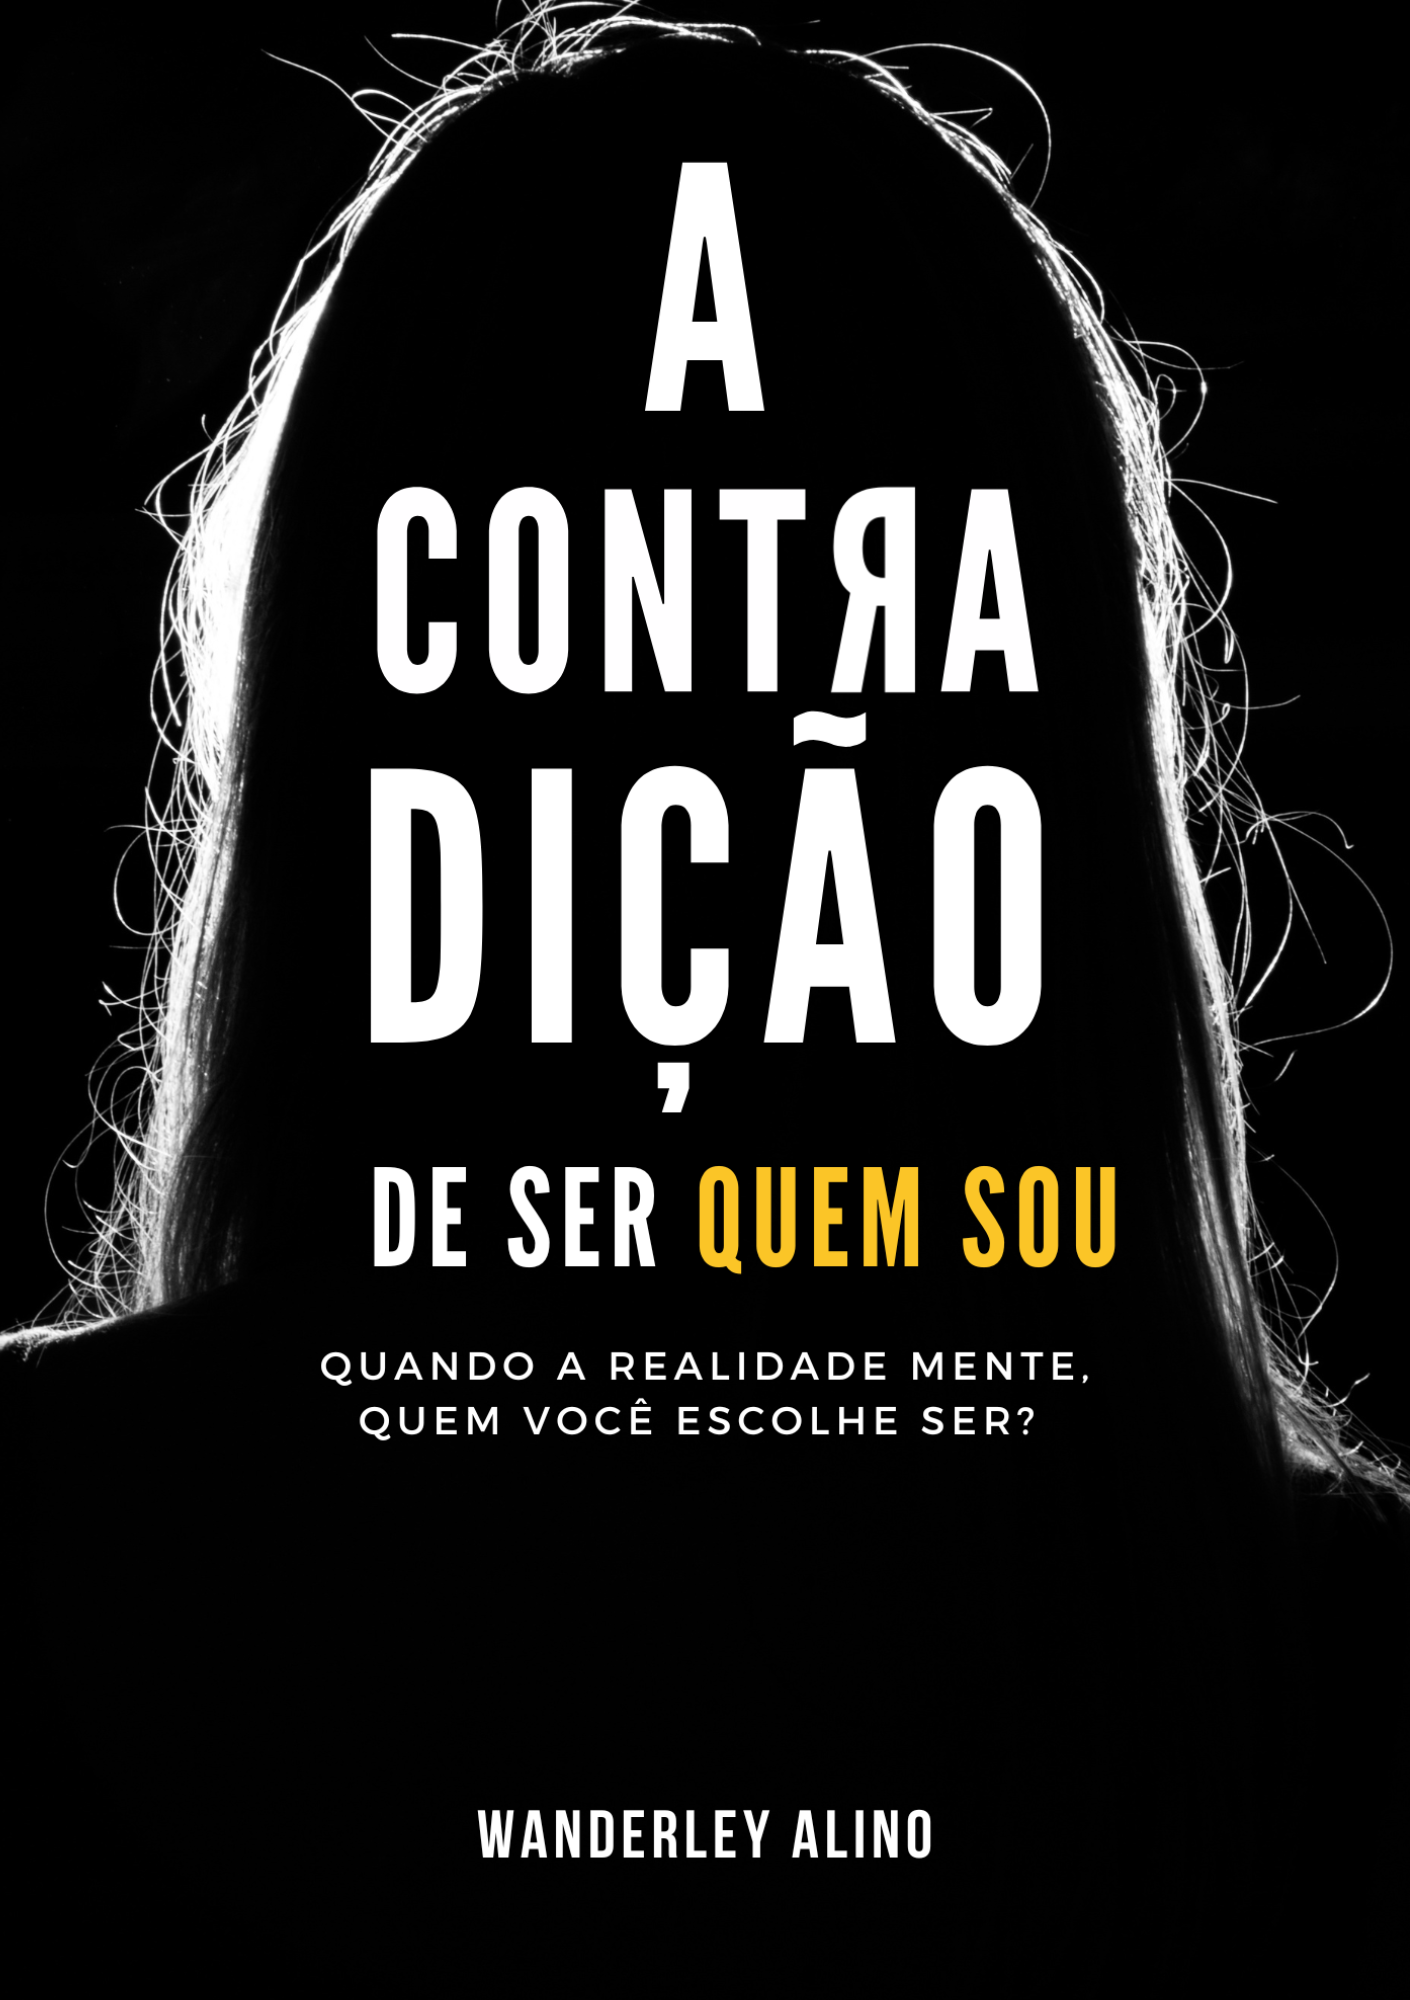 A
CONTRA
DIÇÃO
DE SER QUEM SOU
QUANDO A REALIDADE MENTE,
QUEM VOCÊ ESCOLHE SER?
WANDERLEY ALINO